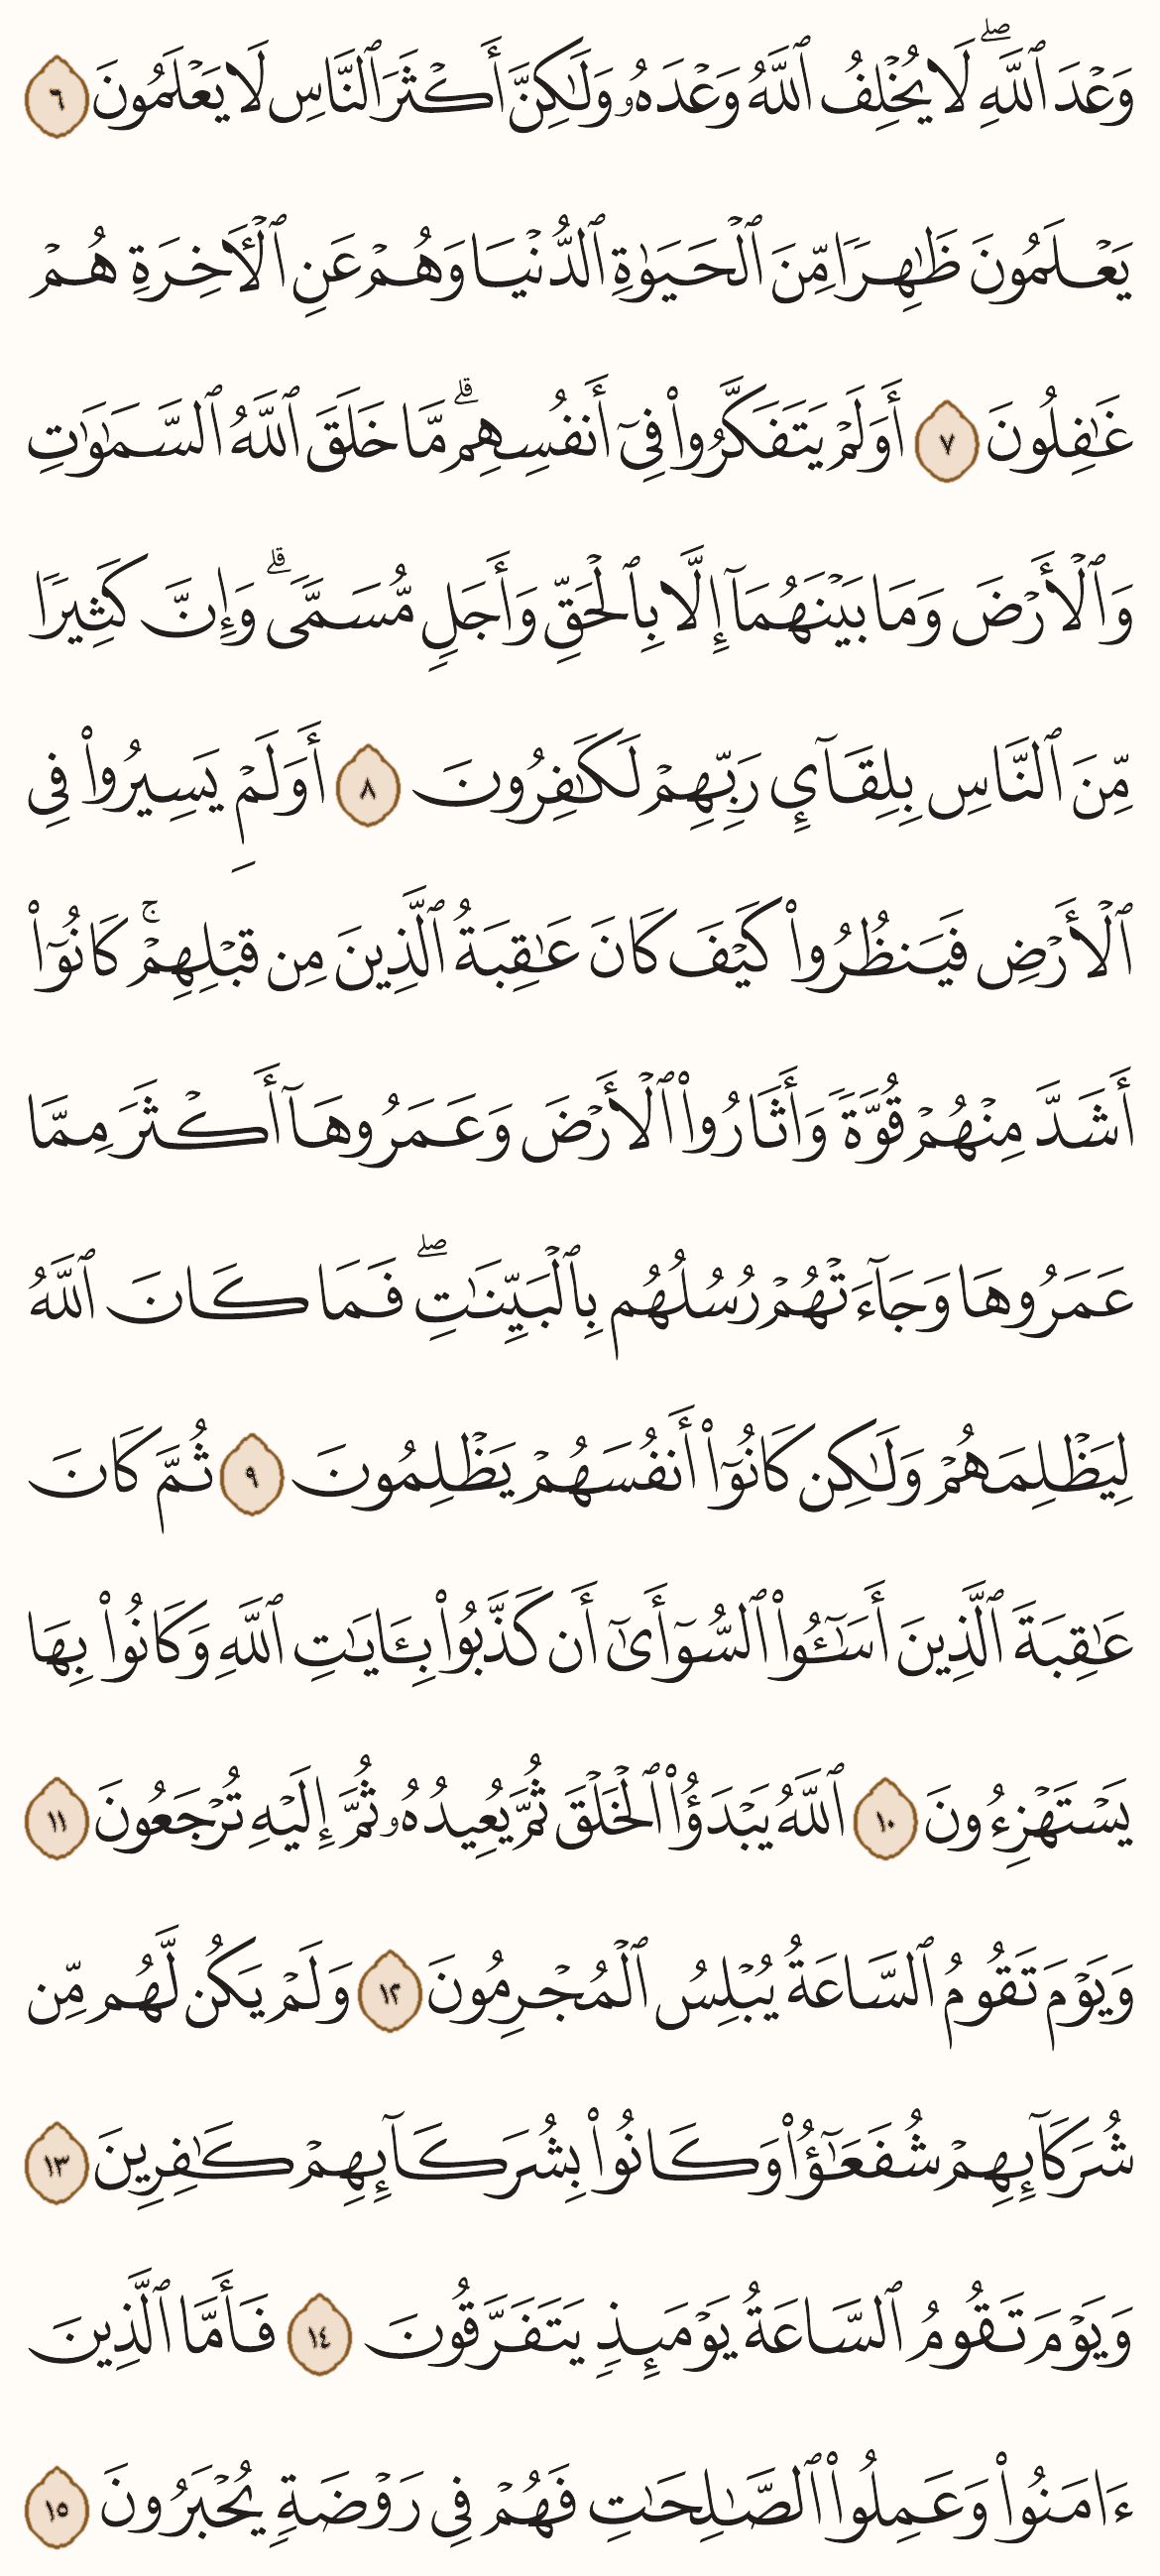 وَعْدَ ٱللَّهِ ۖ لَا يُخْلِفُ ٱللَّهُ وَعْدَهُۥ وَلَـٰكِنَّ أَكْثَرَ ٱلنَّاسِ لَا يَعْلَمُونَ ٦
يَعْلَمُونَ ظَـٰهِرًا مِّنَ ٱلْحَيَوٰةِ ٱلدُّنْيَا وَهُمْ عَنِ ٱلْـَٔاخِرَةِ هُمْ
غَـٰفِلُونَ ٧ أَوَلَمْ يَتَفَكَّرُوا۟ فِىٓ أَنفُسِهِم ۗ مَّا خَلَقَ ٱللَّهُ ٱلسَّمَـٰوَٰتِ
وَٱلْأَرْضَ وَمَا بَيْنَهُمَآ إِلَّا بِٱلْحَقِّ وَأَجَلٍ مُّسَمًّى ۗ وَإِنَّ كَثِيرًا
مِّنَ ٱلنَّاسِ بِلِقَآئِ رَبِّهِمْ لَكَـٰفِرُونَ ٨ أَوَلَمْ يَسِيرُوا۟ فِى
ٱلْأَرْضِ فَيَنظُرُوا۟ كَيْفَ كَانَ عَـٰقِبَةُ ٱلَّذِينَ مِن قَبْلِهِمْ ۚ كَانُوٓا۟
أَشَدَّ مِنْهُمْ قُوَّةً وَأَثَارُوا۟ ٱلْأَرْضَ وَعَمَرُوهَآ أَكْثَرَ مِمَّا
عَمَرُوهَا وَجَآءَتْهُمْ رُسُلُهُم بِٱلْبَيِّنَـٰتِ ۖ فَمَا كَانَ ٱللَّهُ
لِيَظْلِمَهُمْ وَلَـٰكِن كَانُوٓا۟ أَنفُسَهُمْ يَظْلِمُونَ ٩ ثُمَّ كَانَ
عَـٰقِبَةَ ٱلَّذِينَ أَسَـٰٓـُٔوا۟ ٱلسُّوٓأَىٰٓ أَن كَذَّبُوا۟ بِـَٔايَـٰتِ ٱللَّهِ وَكَانُوا۟ بِهَا
يَسْتَهْزِءُونَ ١٠ ٱللَّهُ يَبْدَؤُا۟ ٱلْخَلْقَ ثُمَّ يُعِيدُهُۥ ثُمَّ إِلَيْهِ تُرْجَعُونَ ١١
وَيَوْمَ تَقُومُ ٱلسَّاعَةُ يُبْلِسُ ٱلْمُجْرِمُونَ ١٢ وَلَمْ يَكُن لَّهُم مِّن
شُرَكَآئِهِمْ شُفَعَـٰٓؤُا۟ وَكَانُوا۟ بِشُرَكَآئِهِمْ كَـٰفِرِينَ ١٣
وَيَوْمَ تَقُومُ ٱلسَّاعَةُ يَوْمَئِذٍ يَتَفَرَّقُونَ ١٤ فَأَمَّا ٱلَّذِينَ
ءَامَنُوا۟ وَعَمِلُوا۟ ٱلصَّـٰلِحَـٰتِ فَهُمْ فِى رَوْضَةٍ يُحْبَرُونَ ١٥